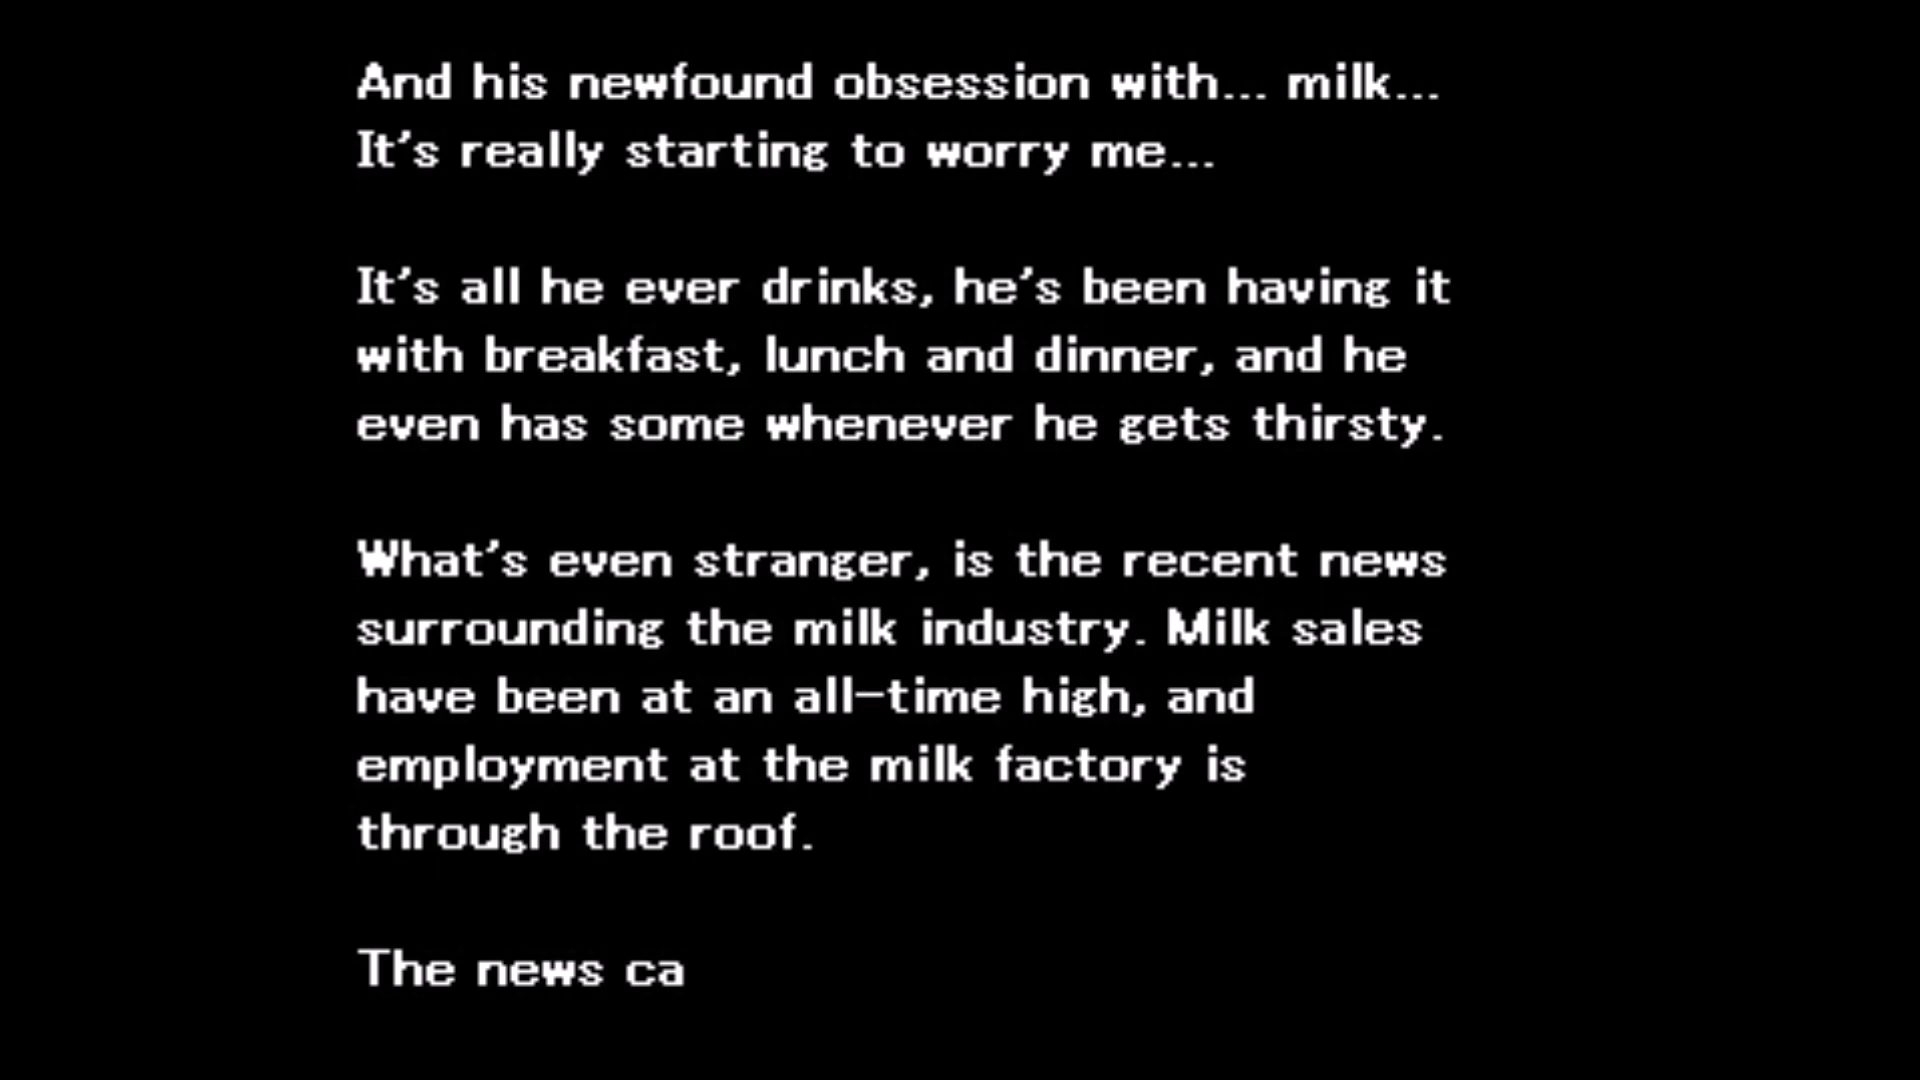 And his newfound obsession with... milk...
It's really starting to worry me...
It's all he ever drinks, he's been having it
with breakfast, lunch and dinner, and he
even has some whenever he gets thirsty.
What's even stranger, is the recent news
surrounding the milk industry. Milk sales
have been at an all-time high, and
employment at the milk factory is
through the roof.
The news ca